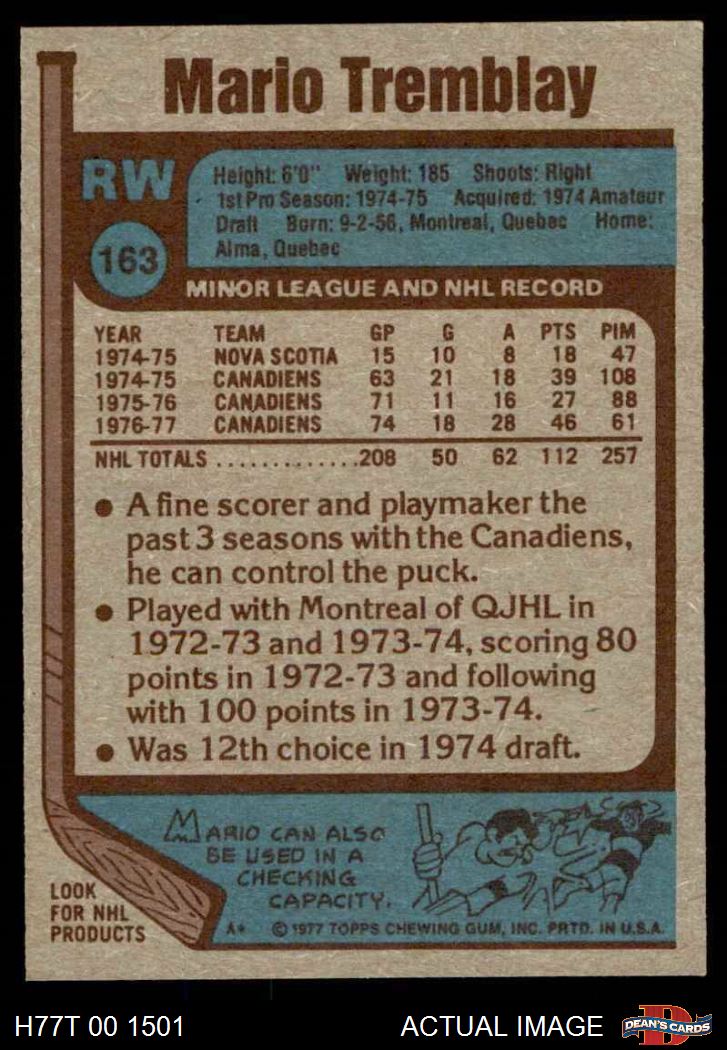 Mario Tremblay
RW
163
Height: 6'0" Weight: 185 Shoots: Right
1st Pro Season: 1974-75 Acquired: 1974 Amateur
Draft Born: 9-2-56, Montreal, Quebec Home:
Alma, Quebec
MINOR LEAGUE AND NHL RECORD
YEAR TEAM GP G A PTS PIM
1974-75 NOVA SCOTIA 15 10 8 18 47
1974-75 CANADIENS 63 21 18 39 108
1975-76 CANADIENS 71 11 16 27 88
1976-77 CANADIENS 74 18 28 46 61
NHL TOTALS ..............208 50 62 112 257
● A fine scorer and playmaker the
past 3 seasons with the Canadiens,
he can control the puck.
● Played with Montreal of QJHL in
1972-73 and 1973-74, scoring 80
points in 1972-73 and following
with 100 points in 1973-74.
● Was 12th choice in 1974 draft.
MARIO CAN ALSO
BE USED IN A
CHECKING
CAPACITY.
LOOK
FOR NHL
PRODUCTS
A* © 1977 TOPPS CHEWING GUM, INC. PRTD. IN U.S.A.
H77T 00 1501 ACTUAL IMAGE
D
DEAN'S CARDS